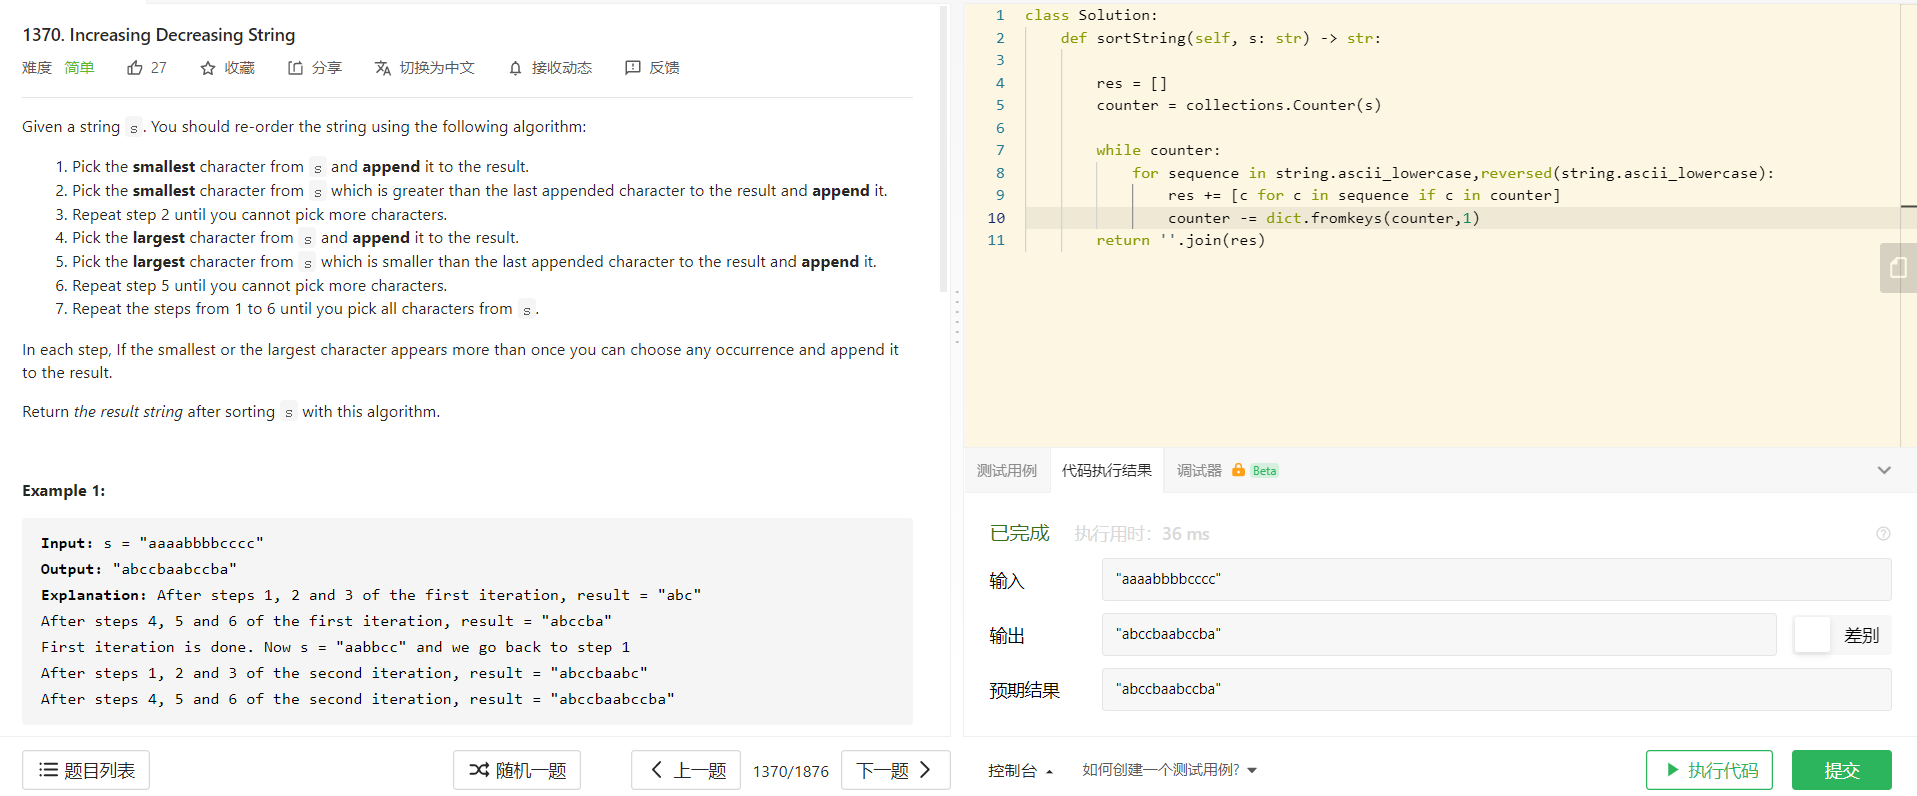 1370. Increasing Decreasing String
难度 简单 27 收藏 分享 切换为中文 接收动态 反馈
Given a string s. You should re-order the string using the following algorithm:
1. Pick the smallest character from s and append it to the result.
2. Pick the smallest character from s which is greater than the last appended character to the result and append it.
3. Repeat step 2 until you cannot pick more characters.
4. Pick the largest character from s and append it to the result.
5. Pick the largest character from s which is smaller than the last appended character to the result and append it.
6. Repeat step 5 until you cannot pick more characters.
7. Repeat the steps from 1 to 6 until you pick all characters from s.
In each step, If the smallest or the largest character appears more than once you can choose any occurrence and append it
to the result.
Return the result string after sorting s with this algorithm.
Example 1:
Input: s = "aaaabbbbcccc"
Output: "abccbaabccba"
Explanation: After steps 1, 2 and 3 of the first iteration, result = "abc"
After steps 4, 5 and 6 of the first iteration, result = "abccba"
First iteration is done. Now s = "aabbcc" and we go back to step 1
After steps 1, 2 and 3 of the second iteration, result = "abccbaabc"
After steps 4, 5 and 6 of the second iteration, result = "abccbaabccba"
题目列表 随机一题 上一题 1370/1876 下一题
1 class Solution:
2 def sortString(self, s: str) -> str:
3
4 res = []
5 counter = collections.Counter(s)
6
7 while counter:
8 for sequence in string.ascii_lowercase,reversed(string.ascii_lowercase):
9 res += [c for c in sequence if c in counter]
10 counter -= dict.fromkeys(counter,1)
11 return ''.join(res)
测试用例 代码执行结果 调试器 Beta
已完成 执行用时: 36 ms
输入 "aaaabbbbcccc"
输出 "abccbaabccba" 差别
预期结果 "abccbaabccba"
控制台 如何创建一个测试用例? 执行代码 提交